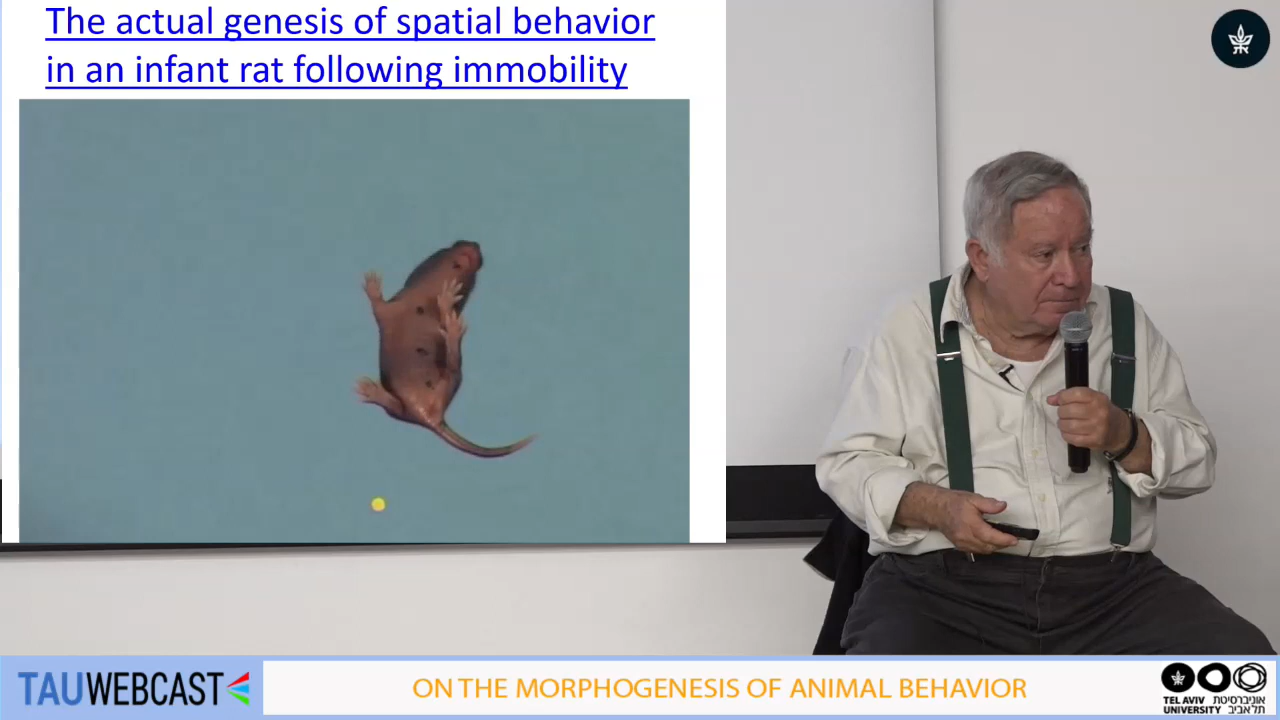 The actual genesis of spatial behavior
in an infant rat following immobility
TAUWEBCAST
ON THE MORPHOGENESIS OF ANIMAL BEHAVIOR
TEL AVIV אוניברסיטת
UNIVERSITY תל אביב